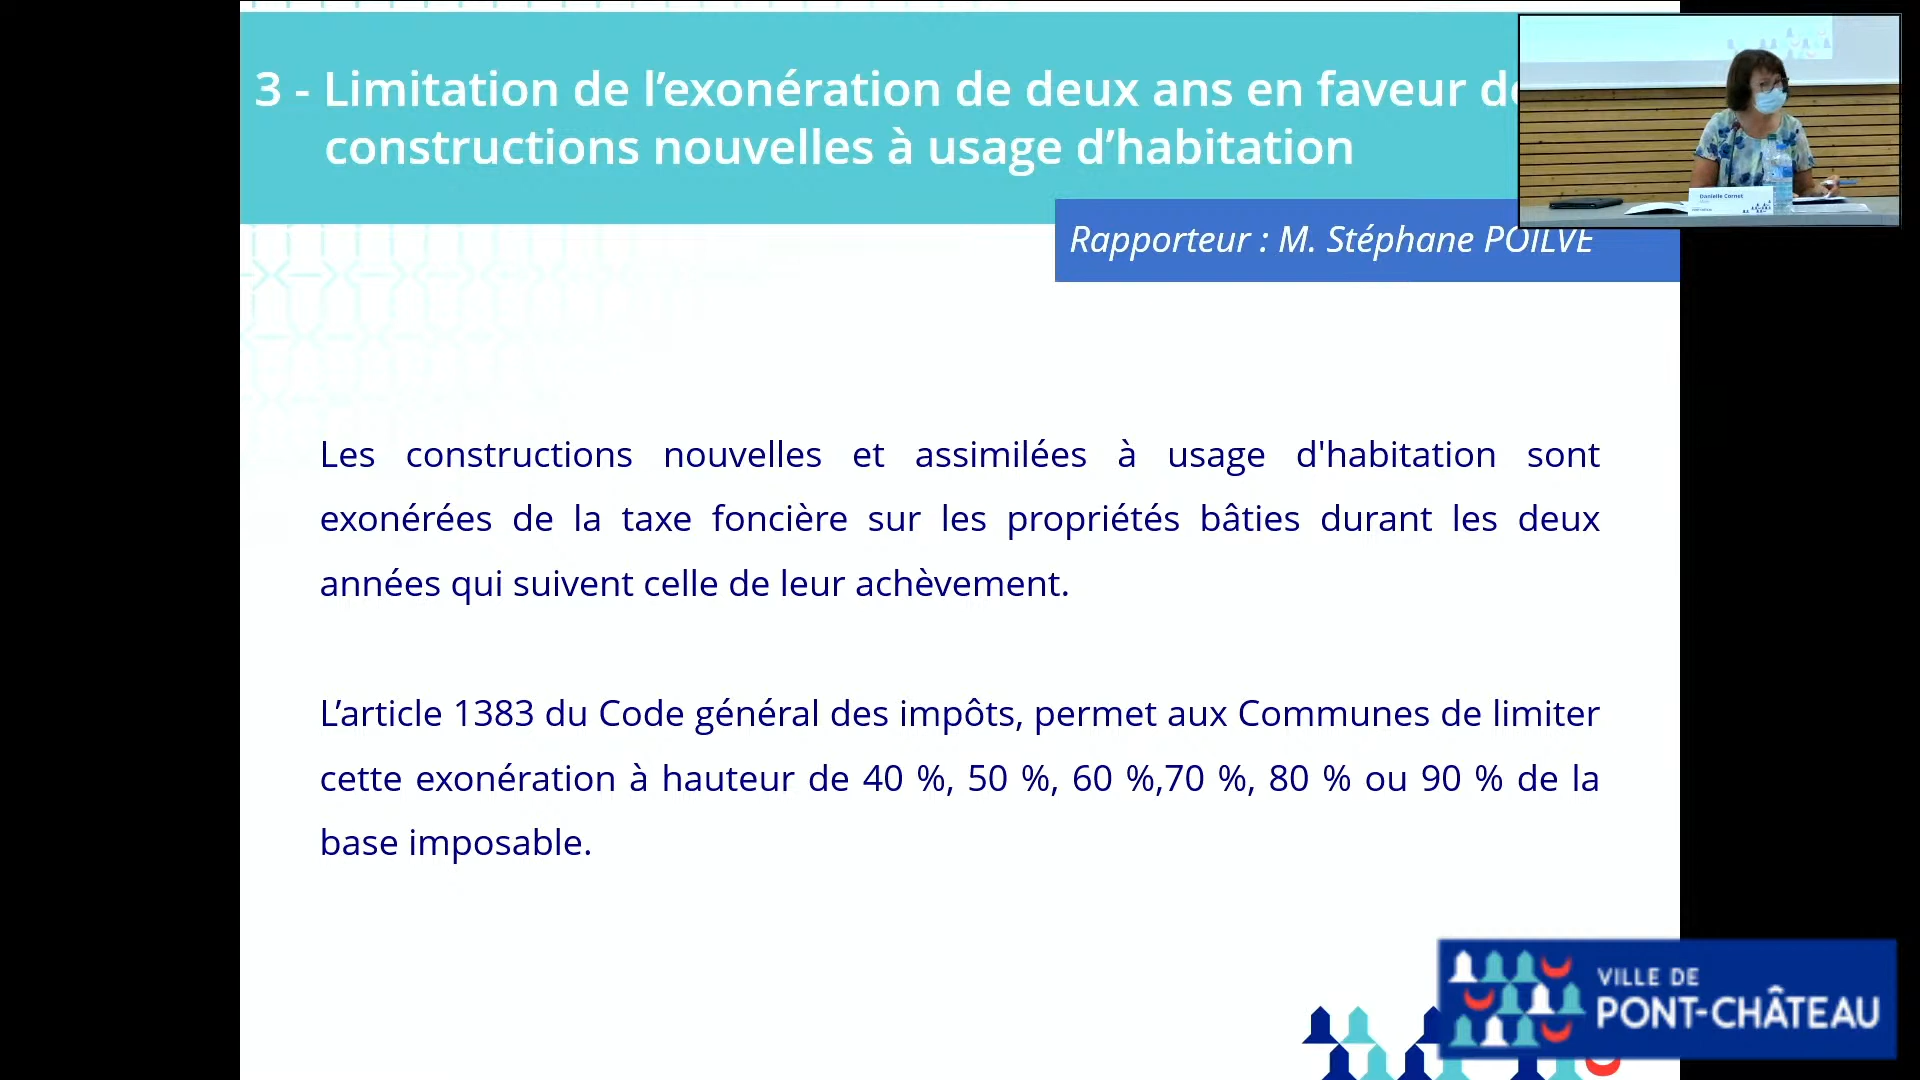 3 - Limitation de l’exonération de deux ans en faveur
constructions nouvelles à usage d’habitation
Rapporteur : M. Stéphane POILVÉ
Danielle Cornet
Les constructions nouvelles et assimilées à usage d'habitation sont
exonérées de la taxe foncière sur les propriétés bâties durant les deux
années qui suivent celle de leur achèvement.
L’article 1383 du Code général des impôts, permet aux Communes de limiter
cette exonération à hauteur de 40 %, 50 %, 60 %,70 %, 80 % ou 90 % de la
base imposable.
VILLE DE
PONT-CHÂTEAU